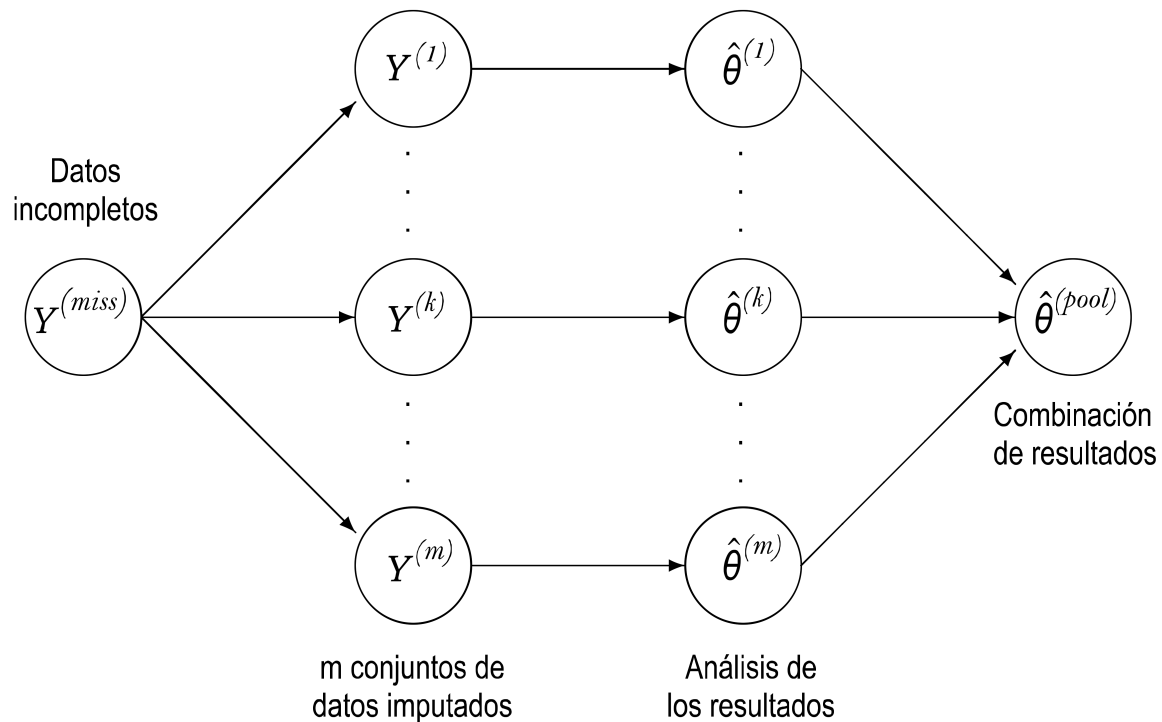 Y^(1)
θ̂^(1)
Datos
incompletos
Y^(miss)
Y^(k)
θ̂^(k)
θ̂^(pool)
Combinación
de resultados
Y^(m)
θ̂^(m)
m conjuntos de
datos imputados
Análisis de
los resultados